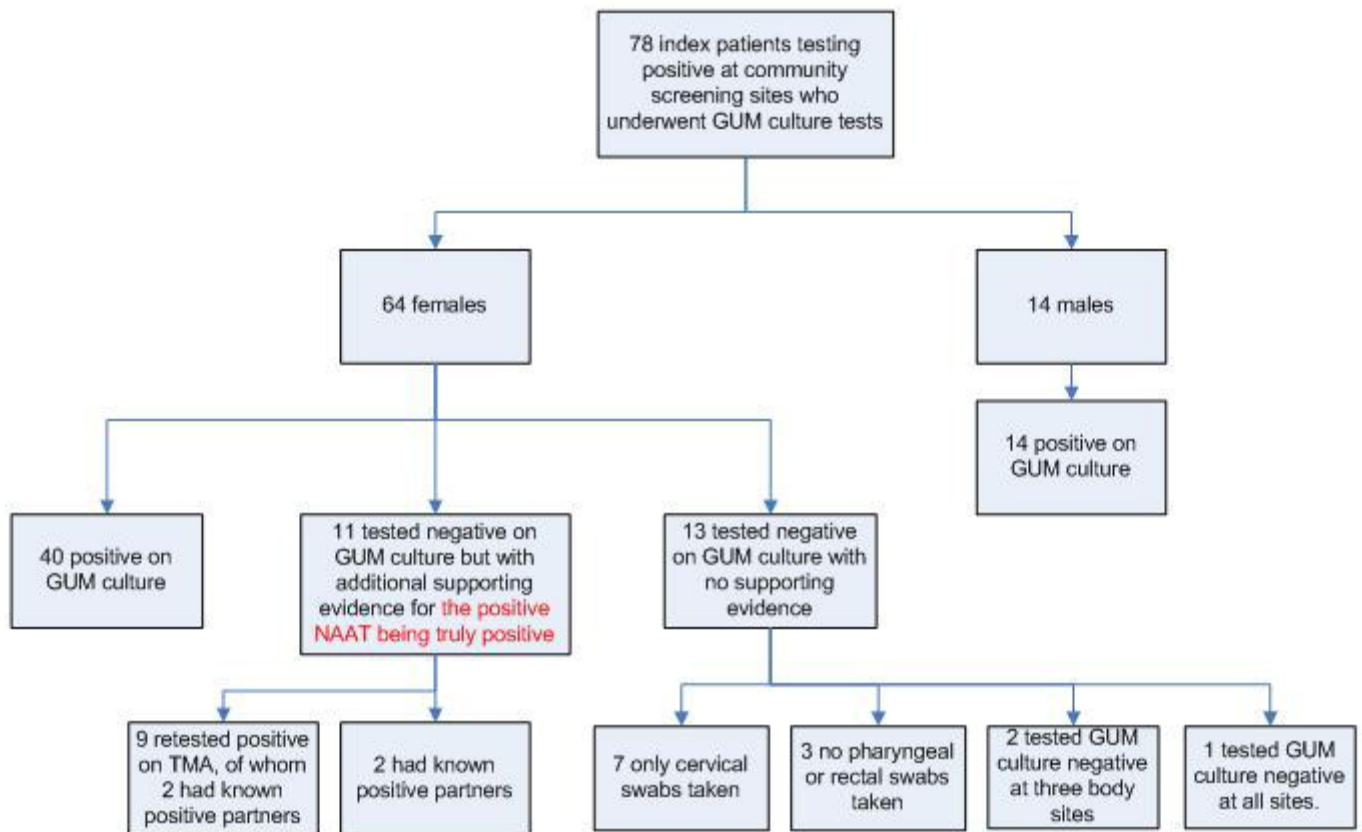 78 index patients testing
positive at community
screening sites who
underwent GUM culture tests
64 females
14 males
14 positive on
GUM culture
40 positive on
GUM culture
11 tested negative on
GUM culture but with
additional supporting
evidence for the positive
NAAT being truly positive
13 tested negative
on GUM culture with
no supporting
evidence
9 retested positive
on TMA, of whom
2 had known
positive partners
2 had known
positive partners
7 only cervical
swabs taken
3 no pharyngeal
or rectal swabs
taken
2 tested GUM
culture negative
at three body
sites
1 tested GUM
culture negative
at all sites.